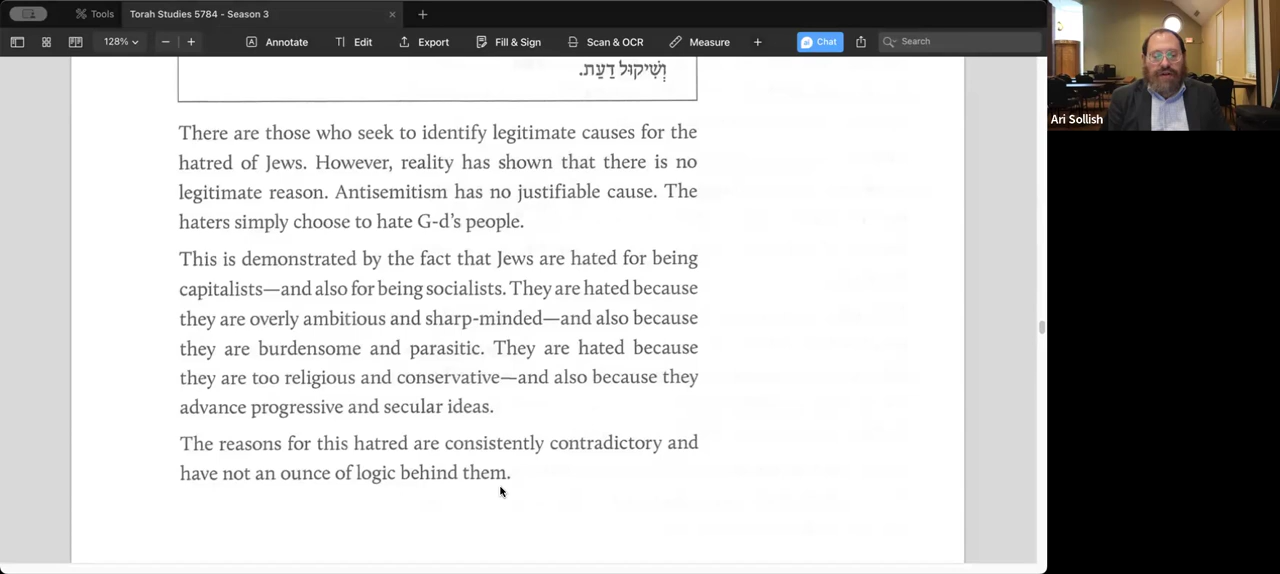 Tools
Torah Studies 5784 - Season 3
128%
Annotate
Edit
Export
Fill & Sign
Scan & OCR
Measure
Chat
Search
וְשִׁיקוּל דַעַת.
There are those who seek to identify legitimate causes for the
hatred of Jews. However, reality has shown that there is no
legitimate reason. Antisemitism has no justifiable cause. The
haters simply choose to hate G-d's people.
This is demonstrated by the fact that Jews are hated for being
capitalists—and also for being socialists. They are hated because
they are overly ambitious and sharp-minded—and also because
they are burdensome and parasitic. They are hated because
they are too religious and conservative—and also because they
advance progressive and secular ideas.
The reasons for this hatred are consistently contradictory and
have not an ounce of logic behind them.
Ari Sollish